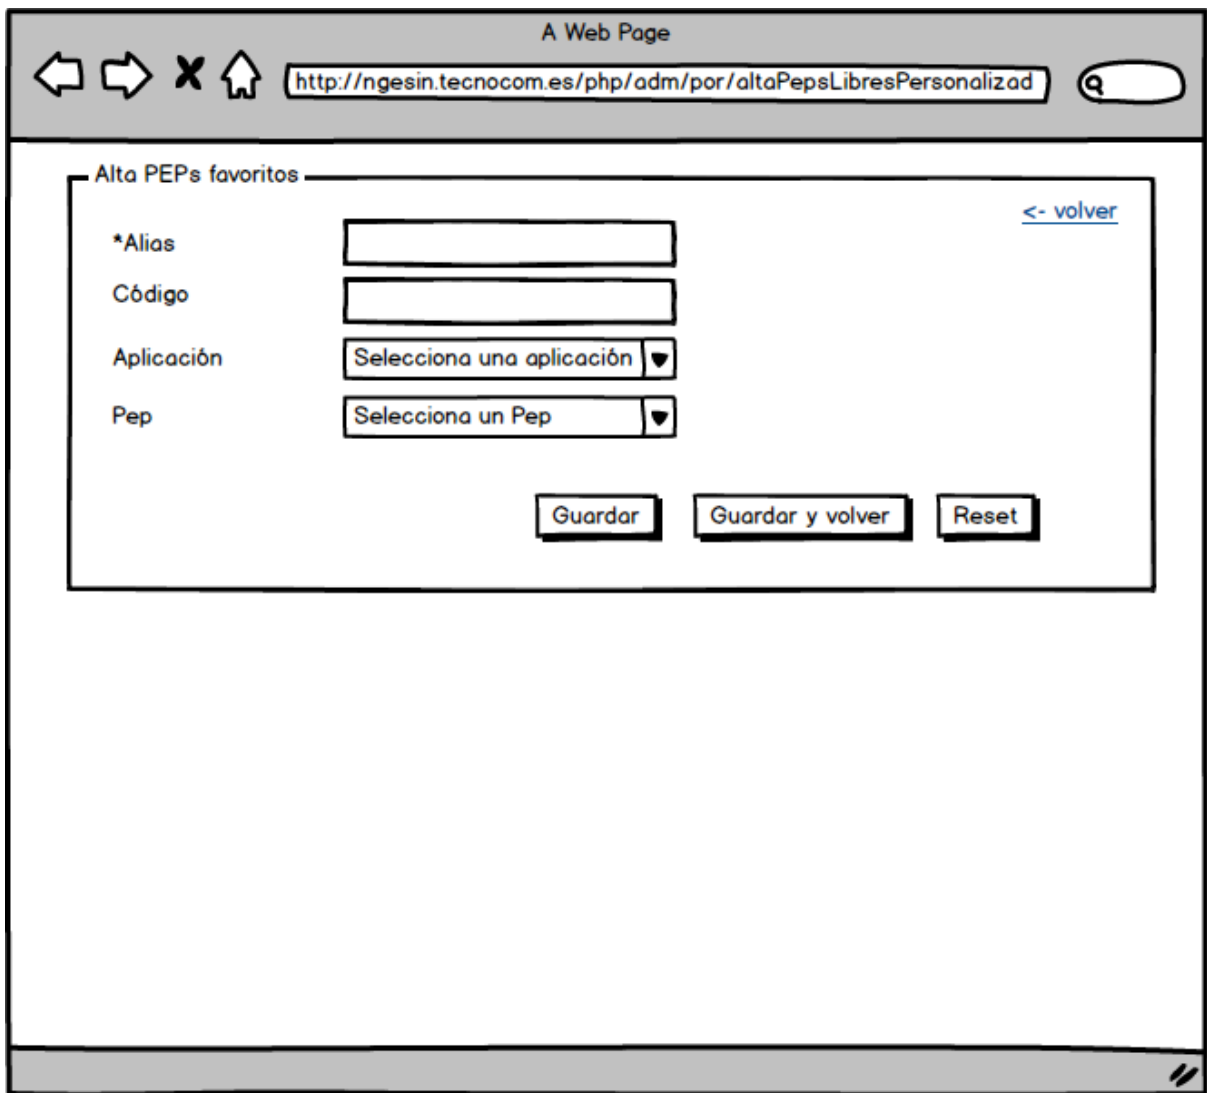 A Web Page
http://ngesin.tecnocom.es/php/adm/por/altaPepsLibresPersonalizad
Alta PEPs favoritos
<- volver
*Alias
Código
Aplicación Selecciona una aplicación
Pep Selecciona un Pep
Guardar Guardar y volver Reset